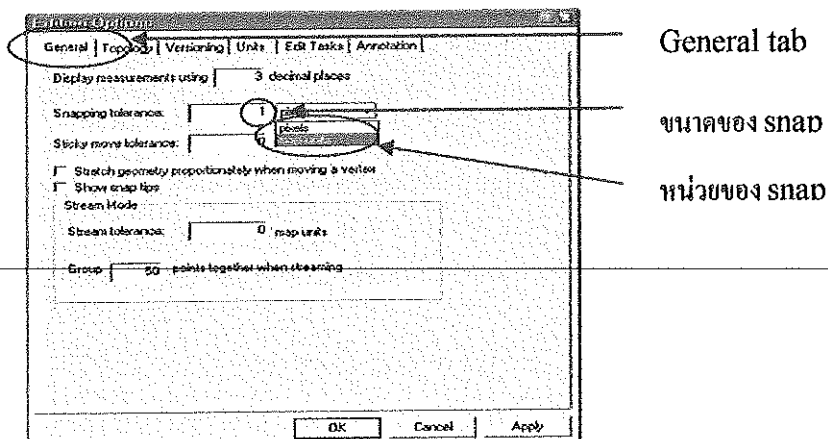 Editing Options
General Topology Versioning Units Edit Tasks Annotation
General tab
Display measurements using 3 decimal places
Snapping tolerance: 1
ขนาดของ snap
pixels
Sticky move tolerance: 0
Stretch geometry proportionately when moving a vertex
หน่วยของ snap
Show snap tips
Stream Mode
Stream tolerance: 0 map units
Group 50 points together when streaming
OK Cancel Apply